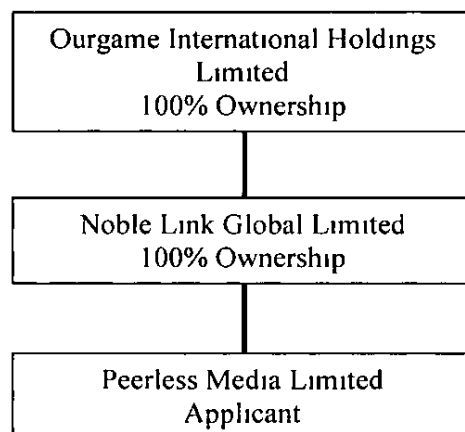 Ourgame International Holdings
Limited
100% Ownership
Noble Link Global Limited
100% Ownership
Peerless Media Limited
Applicant